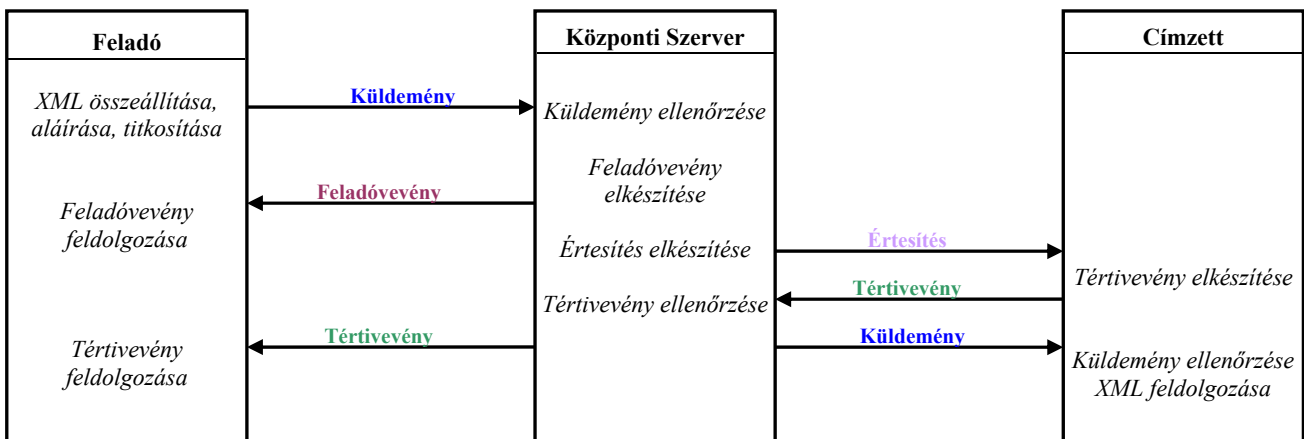 Feladó
Központi Szerver
Címzett
XML összeállítása,
aláírása, titkosítása
Küldemény
Küldemény ellenőrzése
Feladóvevény
elkészítése
Feladóvevény
Feladóvevény
feldolgozása
Értesítés elkészítése
Értesítés
Tértivevény elkészítése
Tértivevény
Tértivevény ellenőrzése
Tértivevény
Tértivevény
feldolgozása
Küldemény
Küldemény ellenőrzése
XML feldolgozása